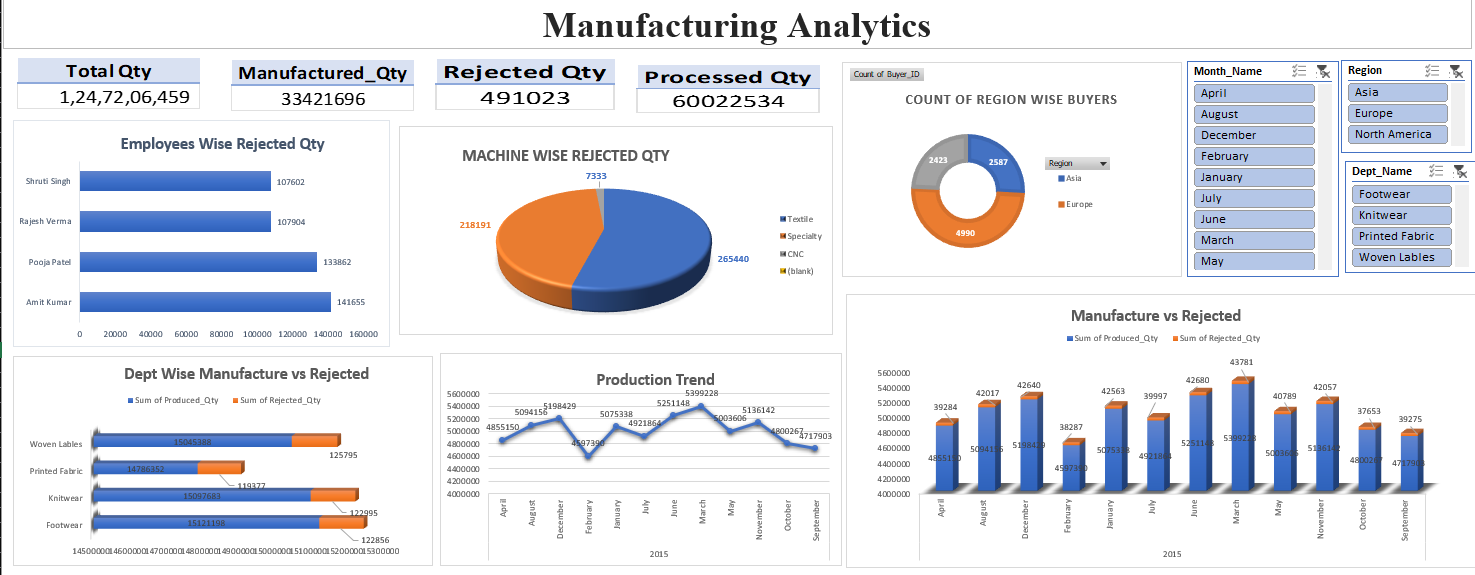 Manufacturing Analytics
Total Qty
1,24,72,06,459
Manufactured_Qty
33421696
Rejected Qty
491023
Processed Qty
60022534
Count of Buyer_ID
COUNT OF REGION WISE BUYERS
2423
2587
4990
Region
Asia
Europe
Month_Name
April
August
December
February
January
July
June
March
May
Region
Asia
Europe
North America
Dept_Name
Footwear
Knitwear
Printed Fabric
Woven Lables
Employees Wise Rejected Qty
Shruti Singh
107602
Rajesh Verma
107904
Pooja Patel
133862
Amit Kumar
141655
0 20000 40000 60000 80000 100000 120000 140000 160000
MACHINE WISE REJECTED QTY
7333
218191
265440
Textile
Specialty
CNC
(blank)
Dept Wise Manufacture vs Rejected
Sum of Produced_Qty Sum of Rejected_Qty
Woven Lables
15045388
125795
Printed Fabric
14786352
119377
Knitwear
15097683
122995
Footwear
15121198
122856
14500000 14600000 14700000 14800000 14900000 15000000 15100000 15200000 15300000
Production Trend
5600000
5400000
5200000
5000000
4800000
4600000
4400000
4200000
4000000
4855150
5094156
5198429
4597390
5075338
4921864
5251148
5399228
5003606
5136142
4800267
4717903
April
August
December
February
January
July
June
March
May
November
October
September
2015
Manufacture vs Rejected
Sum of Produced_Qty Sum of Rejected_Qty
5600000
5400000
5200000
5000000
4800000
4600000
4400000
4200000
4000000
39284
42017
42640
38287
42563
39997
42680
43781
40789
42057
37653
39275
4855150
5094156
5198429
4597390
5075338
4921864
5251148
5399228
5003606
5136142
4800267
4717903
April
August
December
February
January
July
June
March
May
November
October
September
2015